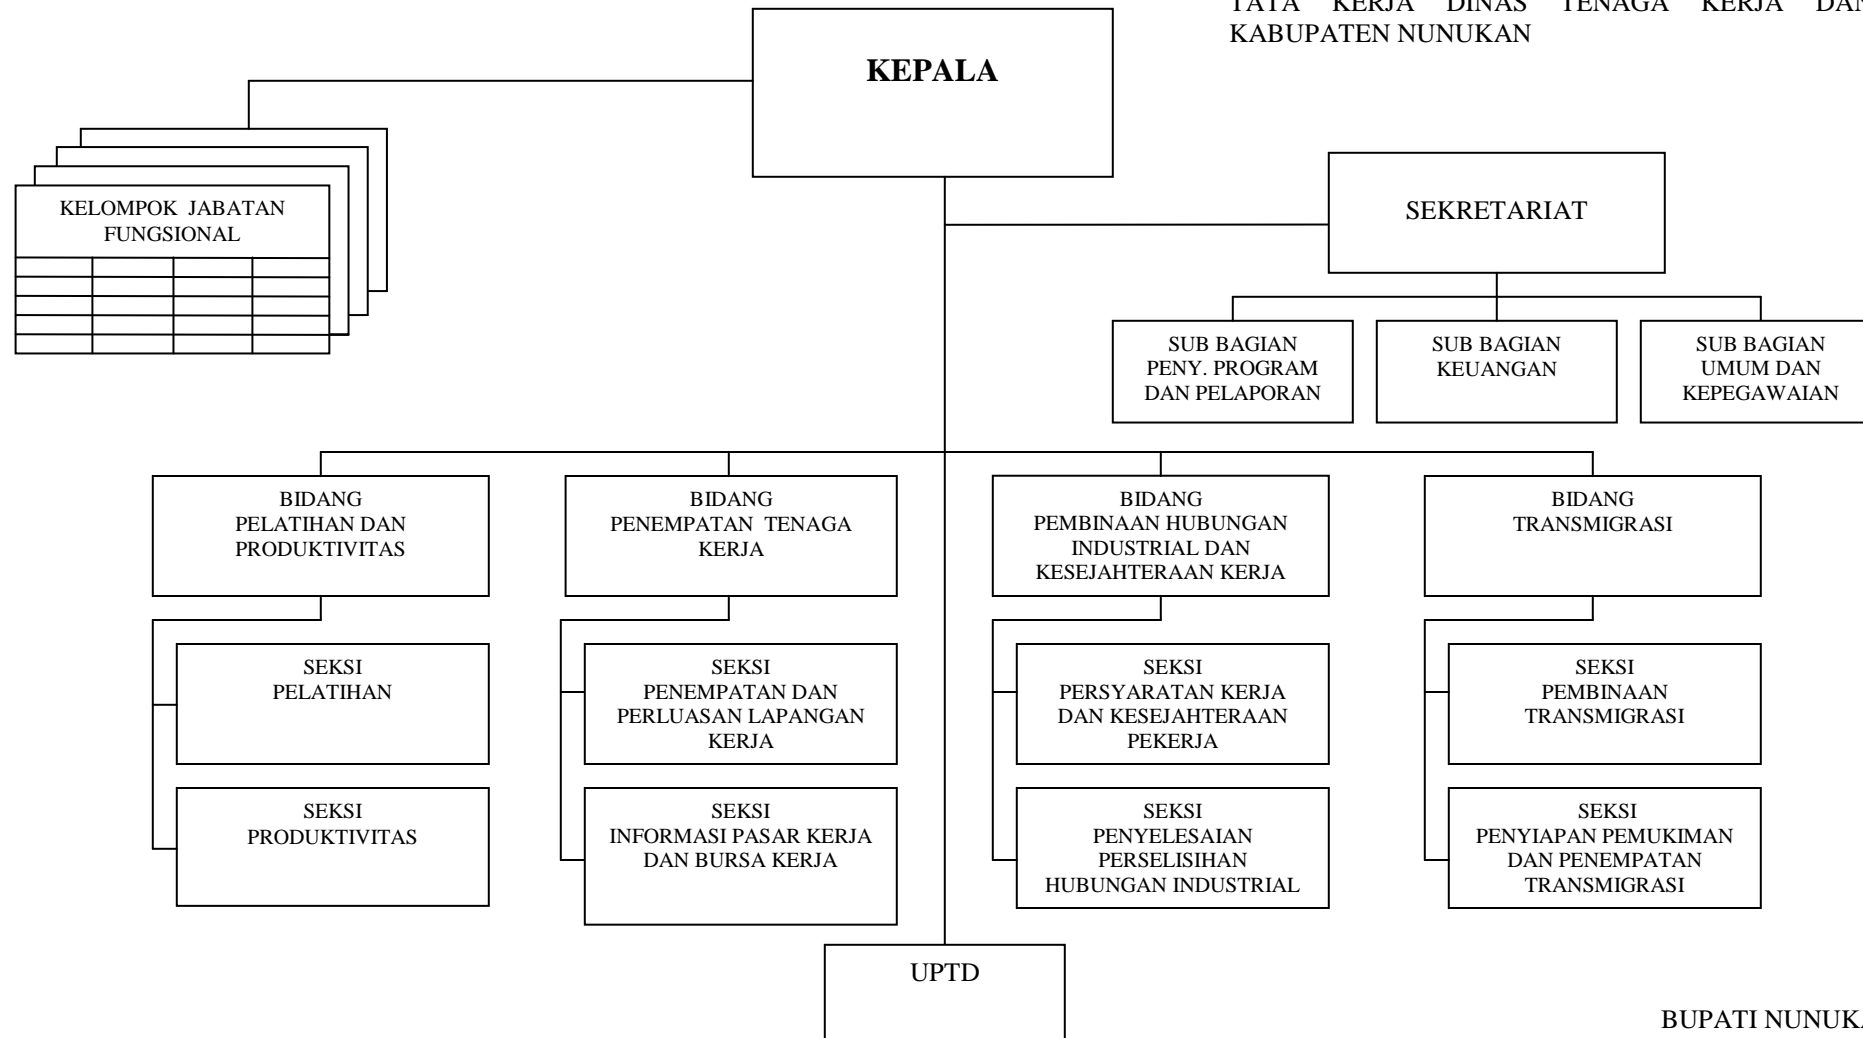 TATA KERJA DINAS TENAGA KERJA DAN
KABUPATEN NUNUKAN
KEPALA
KELOMPOK JABATAN
FUNGSIONAL
SEKRETARIAT
SUB BAGIAN
PENY. PROGRAM
DAN PELAPORAN
SUB BAGIAN
KEUANGAN
SUB BAGIAN
UMUM DAN
KEPEGAWAIAN
BIDANG
PELATIHAN DAN
PRODUKTIVITAS
BIDANG
PENEMPATAN TENAGA
KERJA
BIDANG
PEMBINAAN HUBUNGAN
INDUSTRIAL DAN
KESEJAHTERAAN KERJA
BIDANG
TRANSMIGRASI
SEKSI
PELATIHAN
SEKSI
PENEMPATAN DAN
PERLUASAN LAPANGAN
KERJA
SEKSI
PERSYARATAN KERJA
DAN KESEJAHTERAAN
PEKERJA
SEKSI
PEMBINAAN
TRANSMIGRASI
SEKSI
PRODUKTIVITAS
SEKSI
INFORMASI PASAR KERJA
DAN BURSA KERJA
SEKSI
PENYELESAIAN
PERSELISIHAN
HUBUNGAN INDUSTRIAL
SEKSI
PENYIAPAN PEMUKIMAN
DAN PENEMPATAN
TRANSMIGRASI
UPTD
BUPATI